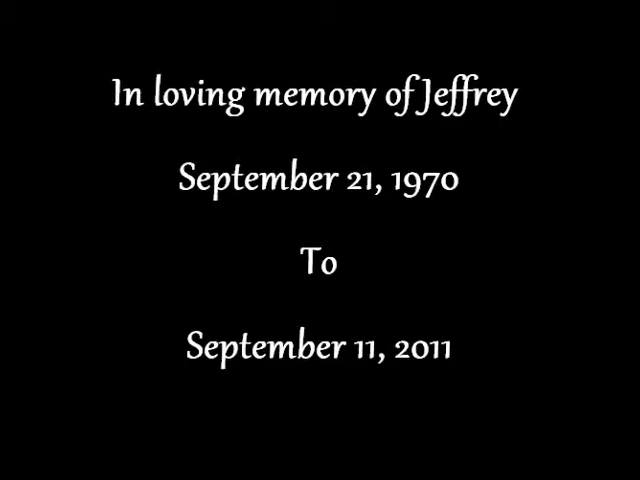 In loving memory of Jeffrey
September 21, 1970
To
September 11, 2011